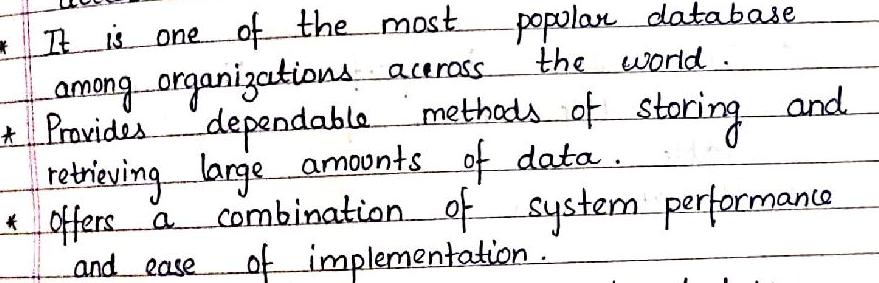 * It is one of the most popular database
among organizations aceroass the world.
* Provides dependable methods of storing and
retrieving large amounts of data.
* Offers a combination of system performance
and ease of implementation.